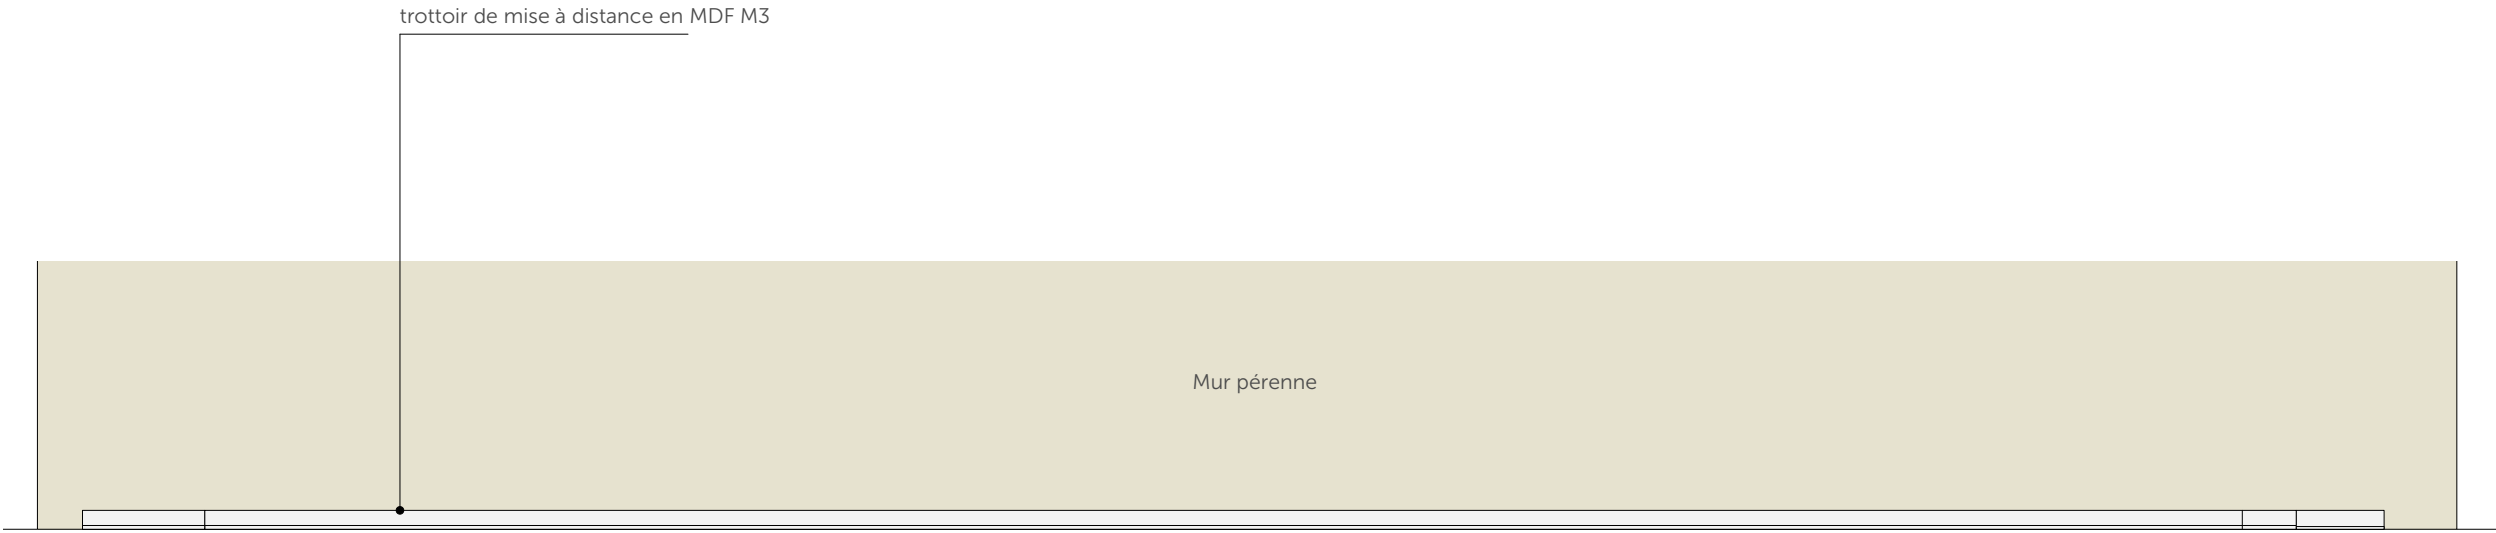 trottoir de mise à distance en MDF M3
Mur pérenne